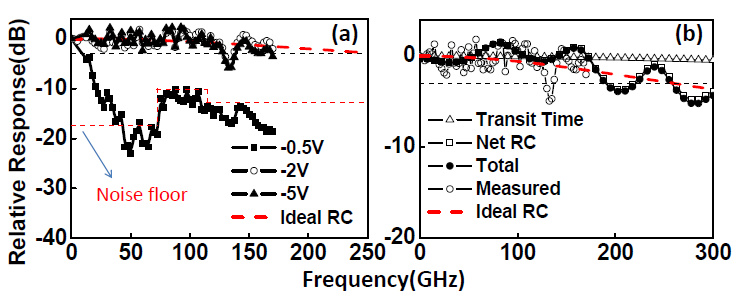 Relative Response(dB)
10
0
-10
-20
-30
-40
(a)
Noise floor
-0.5V
-2V
-5V
Ideal RC
0
50
100
150
200
250
10
0
-10
-20
(b)
Transit Time
Net RC
Total
Measured
Ideal RC
0
100
200
300
Frequency(GHz)